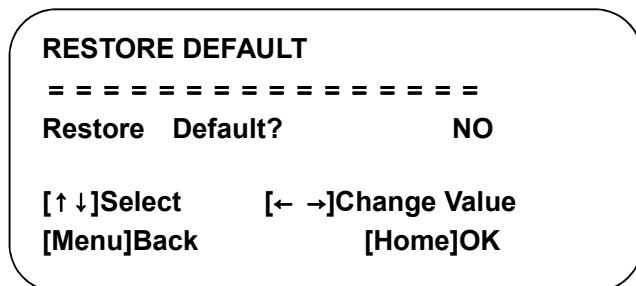 RESTORE DEFAULT
= = = = = = = = = = = = = = = =
Restore Default? NO
[↑↓]Select [← →]Change Value
[Menu]Back [Home]OK